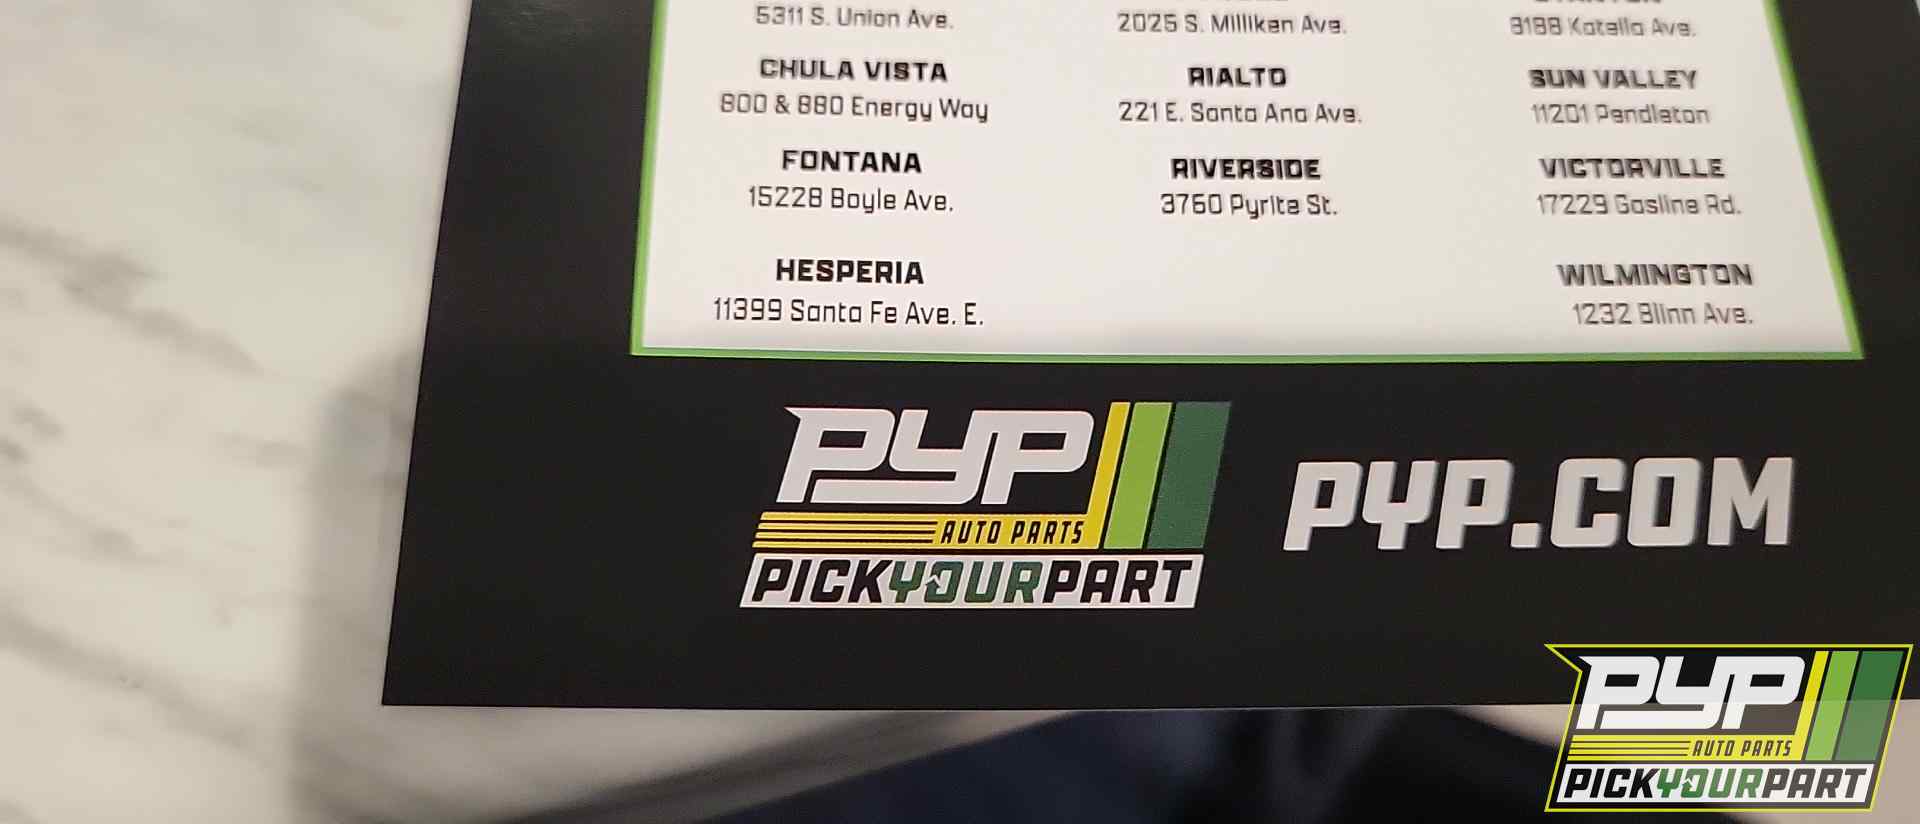 5311 S. Union Ave.
2025 S. Milliken Ave.
8188 Katella Ave.
CHULA VISTA
800 & 880 Energy Way
RIALTO
221 E. Santa Ana Ave.
SUN VALLEY
11201 Pendleton
FONTANA
15228 Boyle Ave.
RIVERSIDE
3760 Pyrite St.
VICTORVILLE
17229 Gasline Rd.
HESPERIA
11399 Santa Fe Ave. E.
WILMINGTON
1232 Blinn Ave.
PYP
AUTO PARTS
PICKYOURPART
PYP.COM
PYP
AUTO PARTS
PICKYOURPART